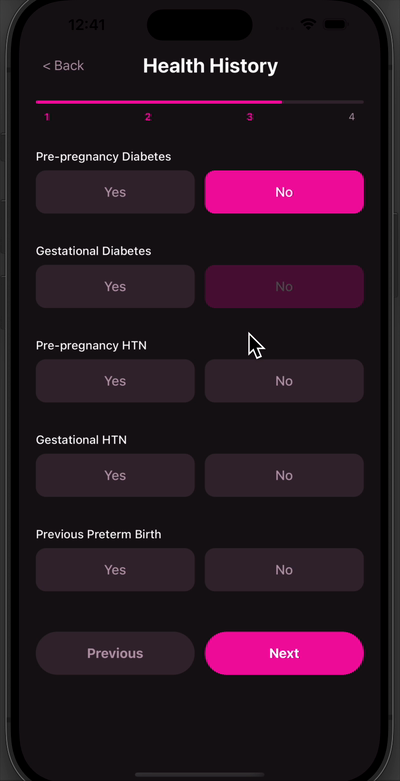 12:41
< Back Health History
1 2 3 4
Pre-pregnancy Diabetes
Yes No
Gestational Diabetes
Yes No
Pre-pregnancy HTN
Yes No
Gestational HTN
Yes No
Previous Preterm Birth
Yes No
Previous Next